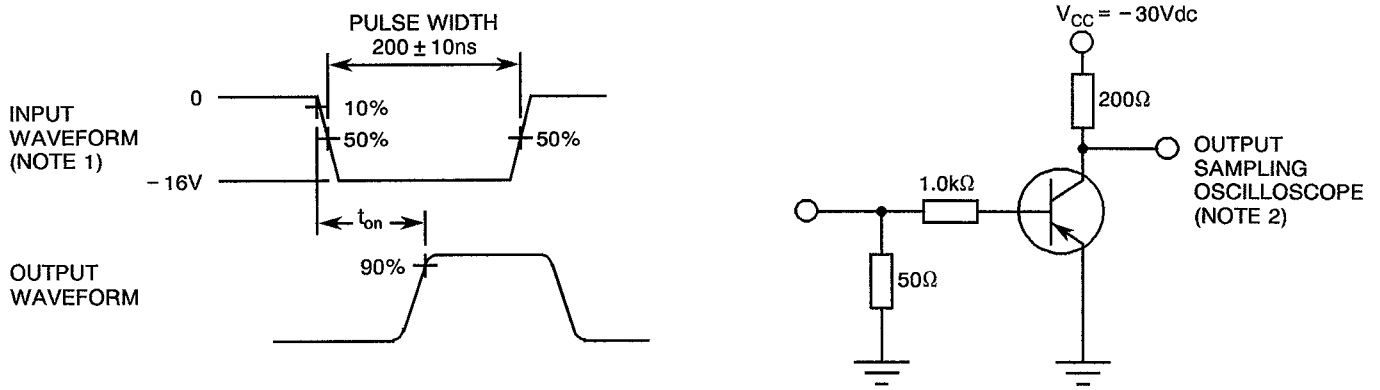 PULSE WIDTH
200 ± 10ns
INPUT
WAVEFORM
(NOTE 1)
0
10%
50%
50%
– 16V
t_on
OUTPUT
WAVEFORM
90%
V_CC = – 30Vdc
200Ω
OUTPUT
SAMPLING
OSCILLOSCOPE
(NOTE 2)
1.0kΩ
50Ω